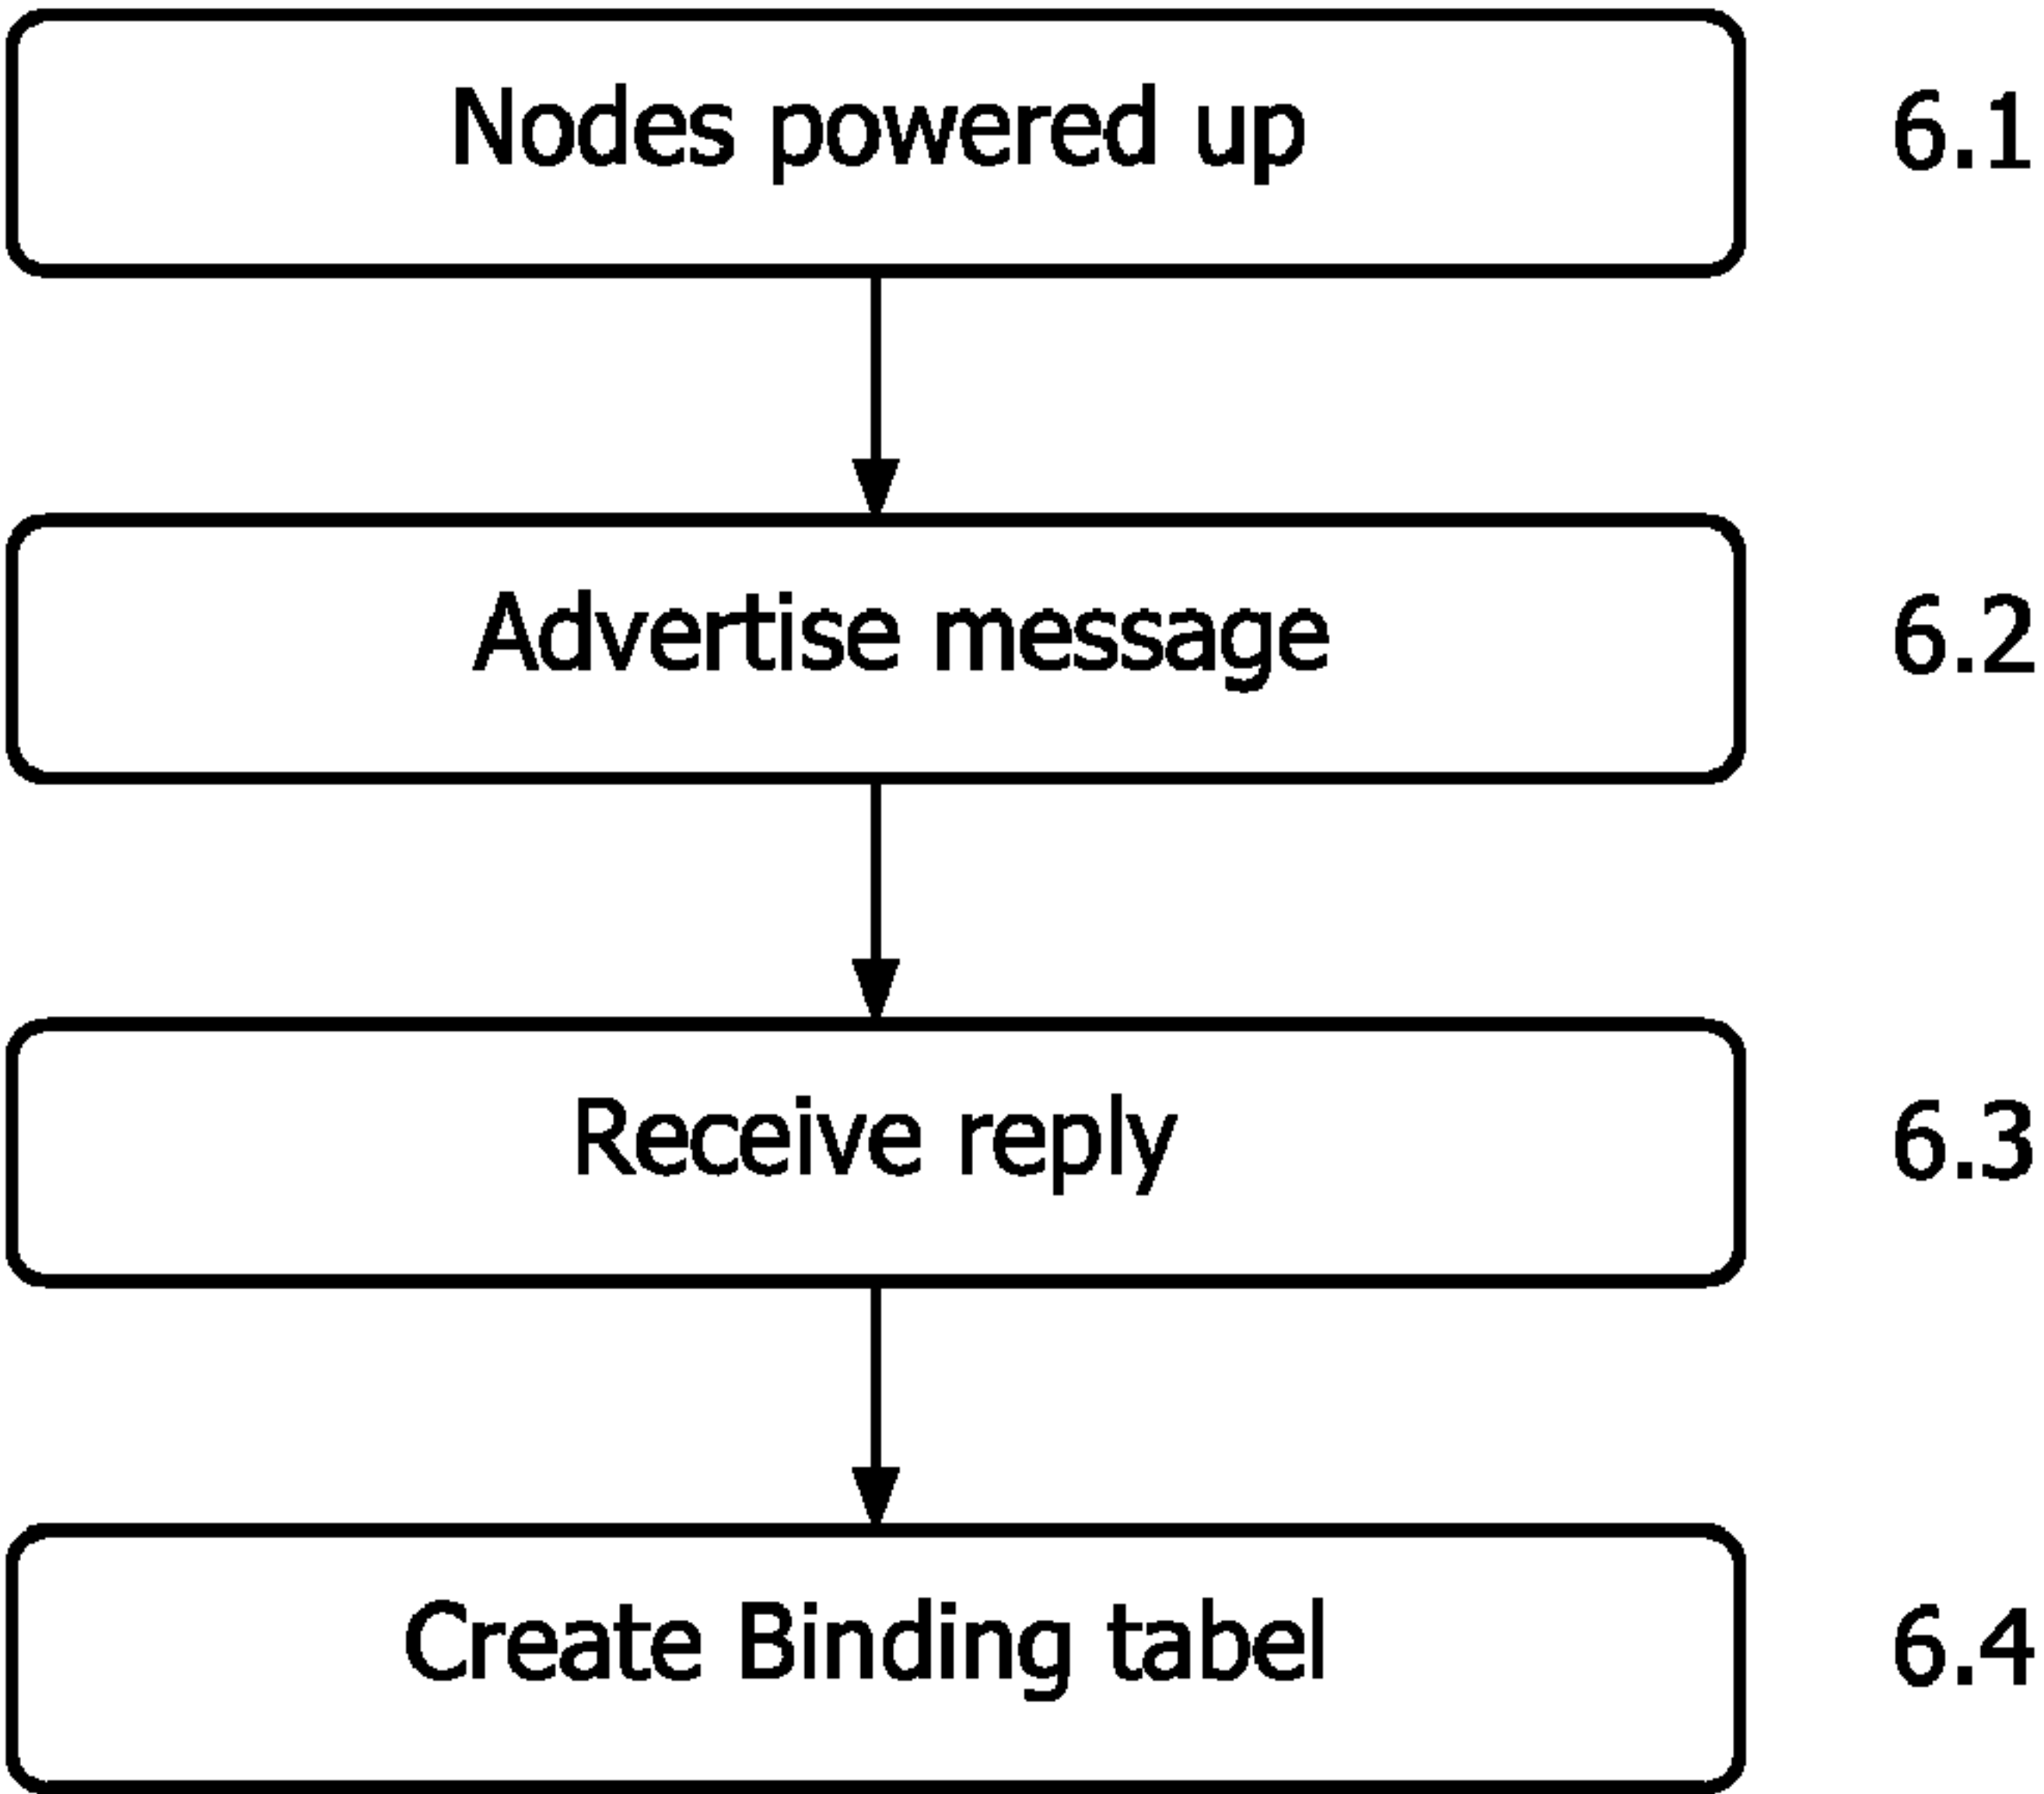 Nodes powered up 6.1
Advertise message 6.2
Receive reply 6.3
Create Binding tabel 6.4